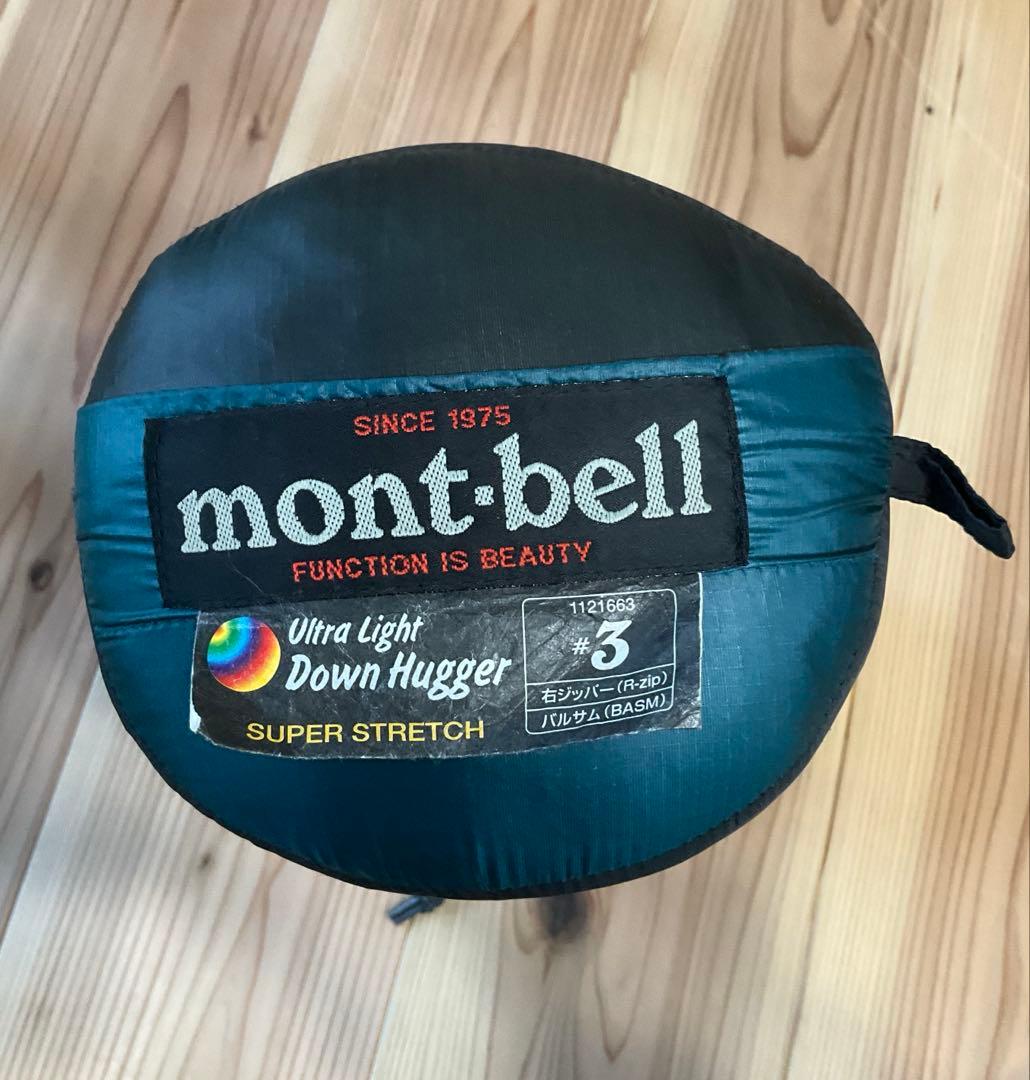 SINCE 1975
mont·bell
FUNCTION IS BEAUTY
Ultra Light
Down Hugger
SUPER STRETCH
1121663
#3
右ジッパー(R-zip)
バルサム(BASM)